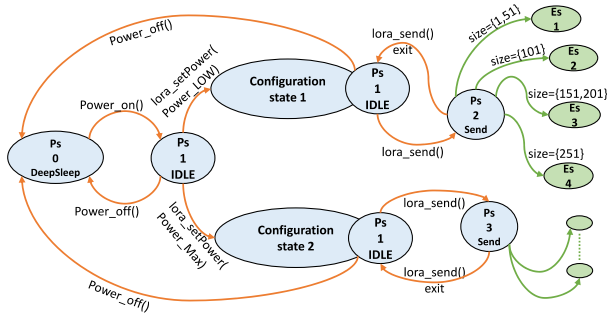 Power_off()
lora_send()
exit
size={1,51}
Es
1
size={101}
Es
2
lora_setPower(
Power_LOW)
Configuration
state 1
Ps
1
IDLE
Ps
2
Send
size={151,201}
Es
3
Power_on()
lora_send()
size={251}
Es
4
Ps
0
DeepSleep
Ps
1
IDLE
Power_off()
lora_setPower(
Power_Max)
Configuration
state 2
Ps
1
IDLE
lora_send()
Ps
3
Send
lora_send()
exit
Power_off()